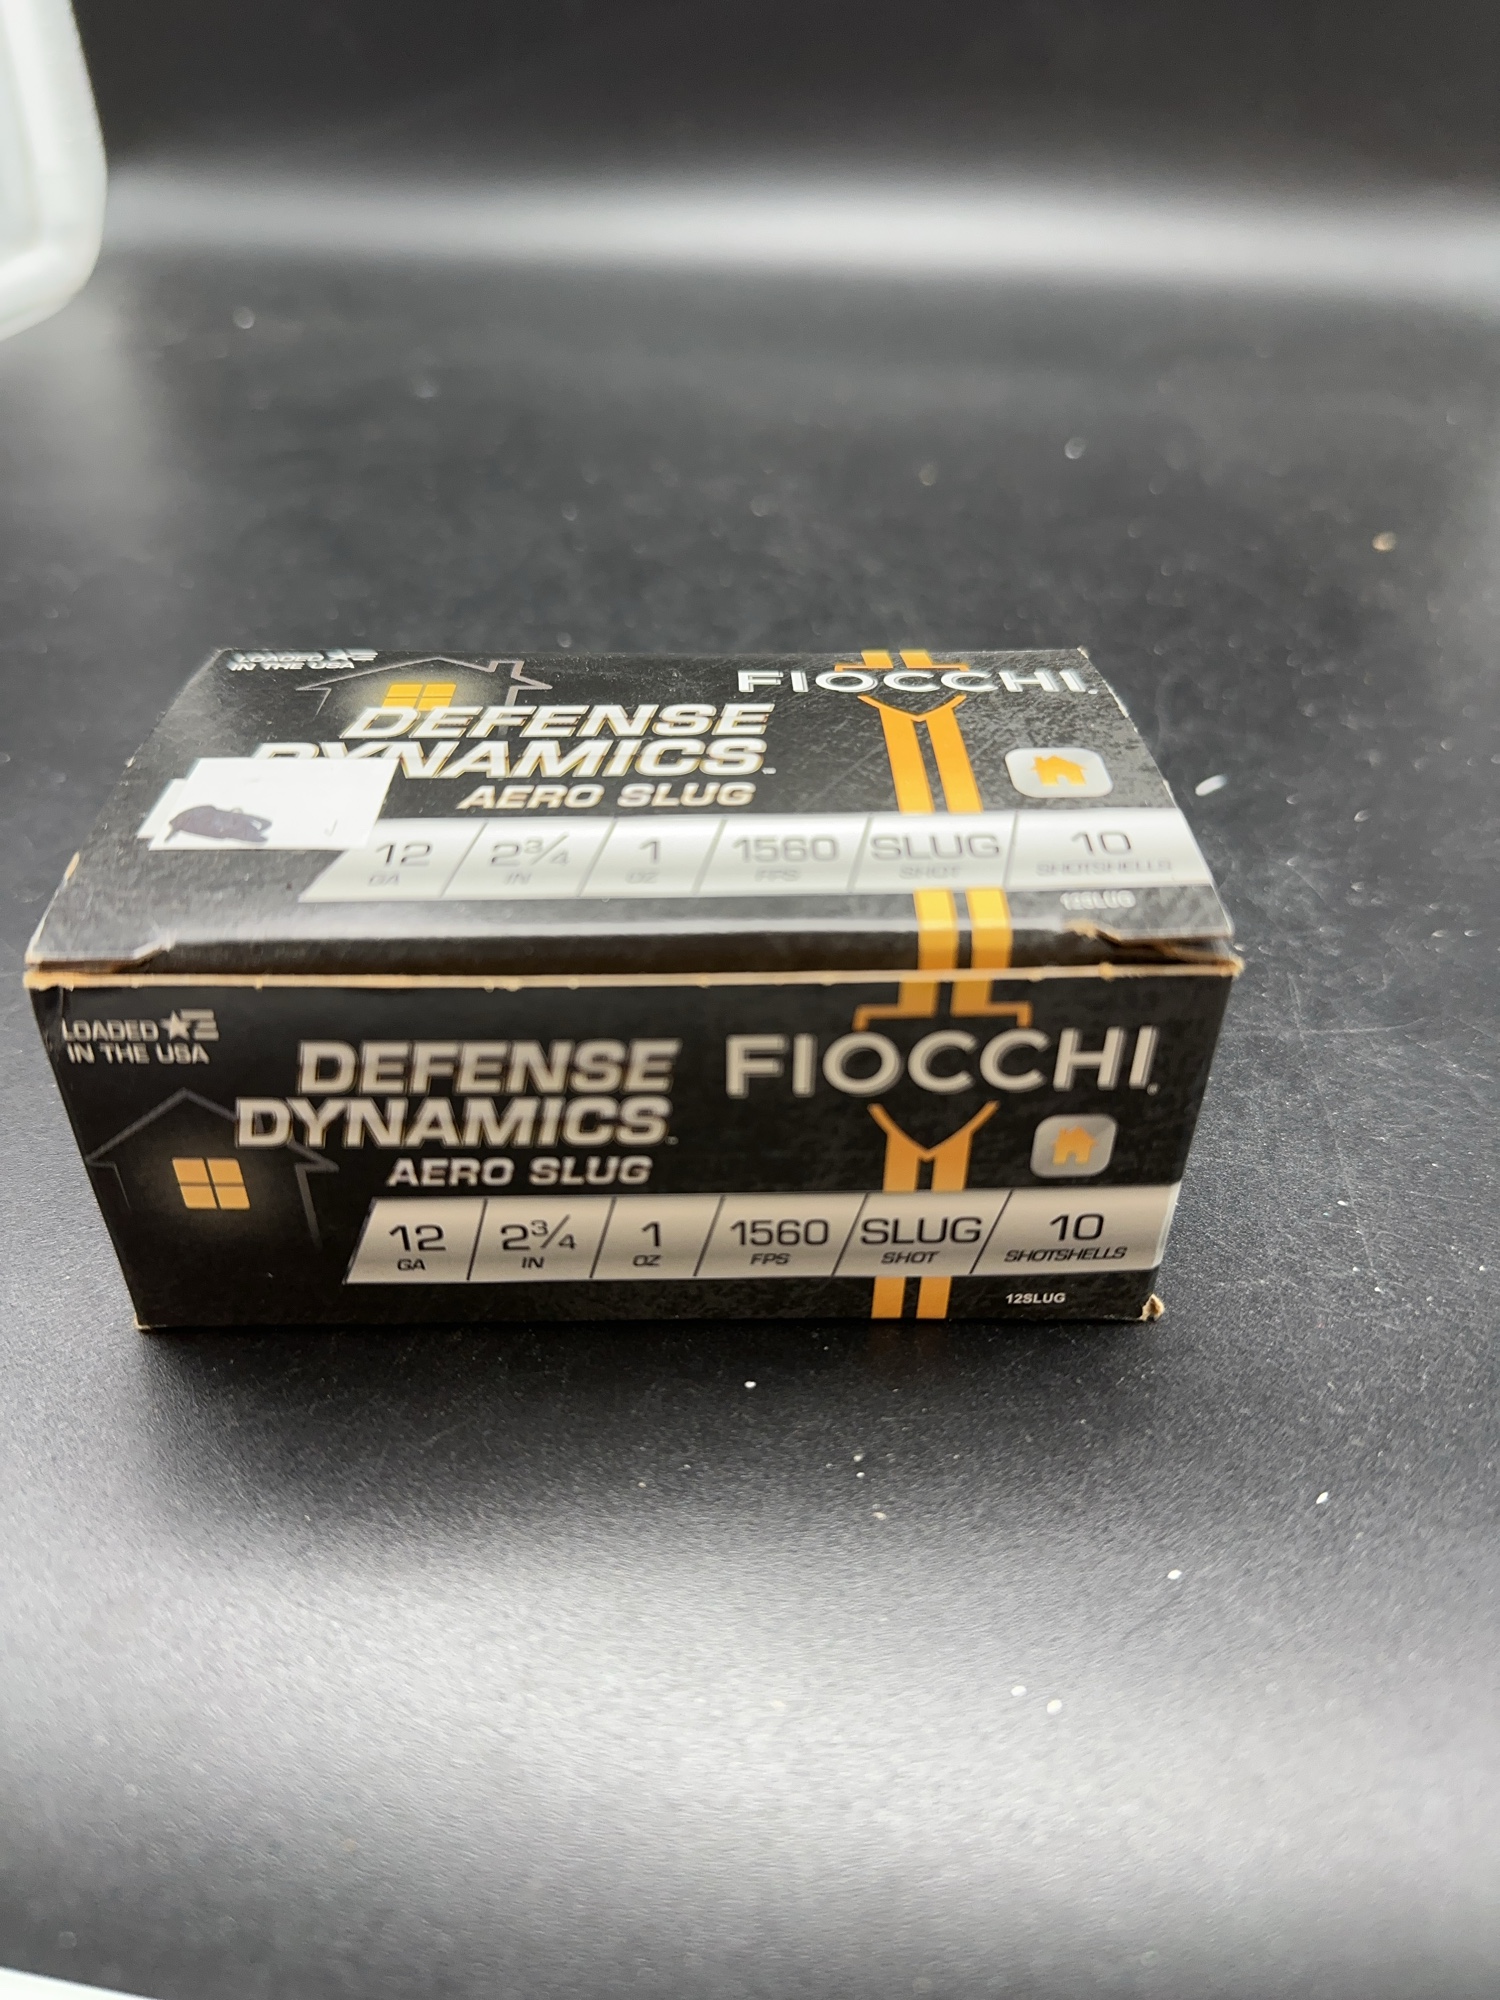 LOADED
IN THE USA
FIOCCHI.
DEFENSE
DYNAMICS™
AERO SLUG
12 2¾ 1 1560 SLUG 10
GA IN OZ FPS SHOT SHOTSHELLS
12SLUG
LOADED
IN THE USA
DEFENSE
DYNAMICS™
AERO SLUG
FIOCCHI.
12 2¾ 1 1560 SLUG 10
GA IN OZ FPS SHOT SHOTSHELLS
12SLUG